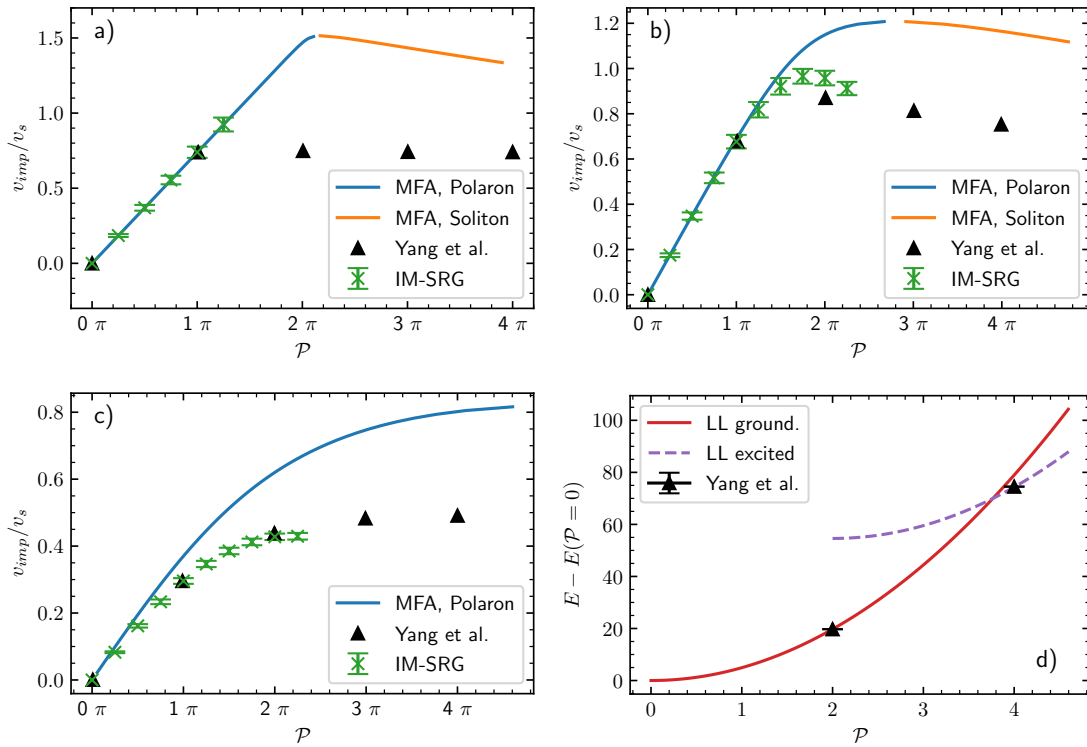 a)
1.5
1.0
0.5
0.0
v_imp/v_s
MFA, Polaron
MFA, Soliton
Yang et al.
IM-SRG
0 π 1 π 2 π 3 π 4 π
𝒫
b)
1.2
1.0
0.8
0.6
0.4
0.2
0.0
v_imp/v_s
MFA, Polaron
MFA, Soliton
Yang et al.
IM-SRG
0 π 1 π 2 π 3 π 4 π
𝒫
c)
0.8
0.6
0.4
0.2
0.0
v_imp/v_s
MFA, Polaron
Yang et al.
IM-SRG
0 π 1 π 2 π 3 π 4 π
𝒫
LL ground.
LL excited
Yang et al.
100
80
60
40
20
0
E − E(𝒫 = 0)
d)
0 1 2 3 4
𝒫